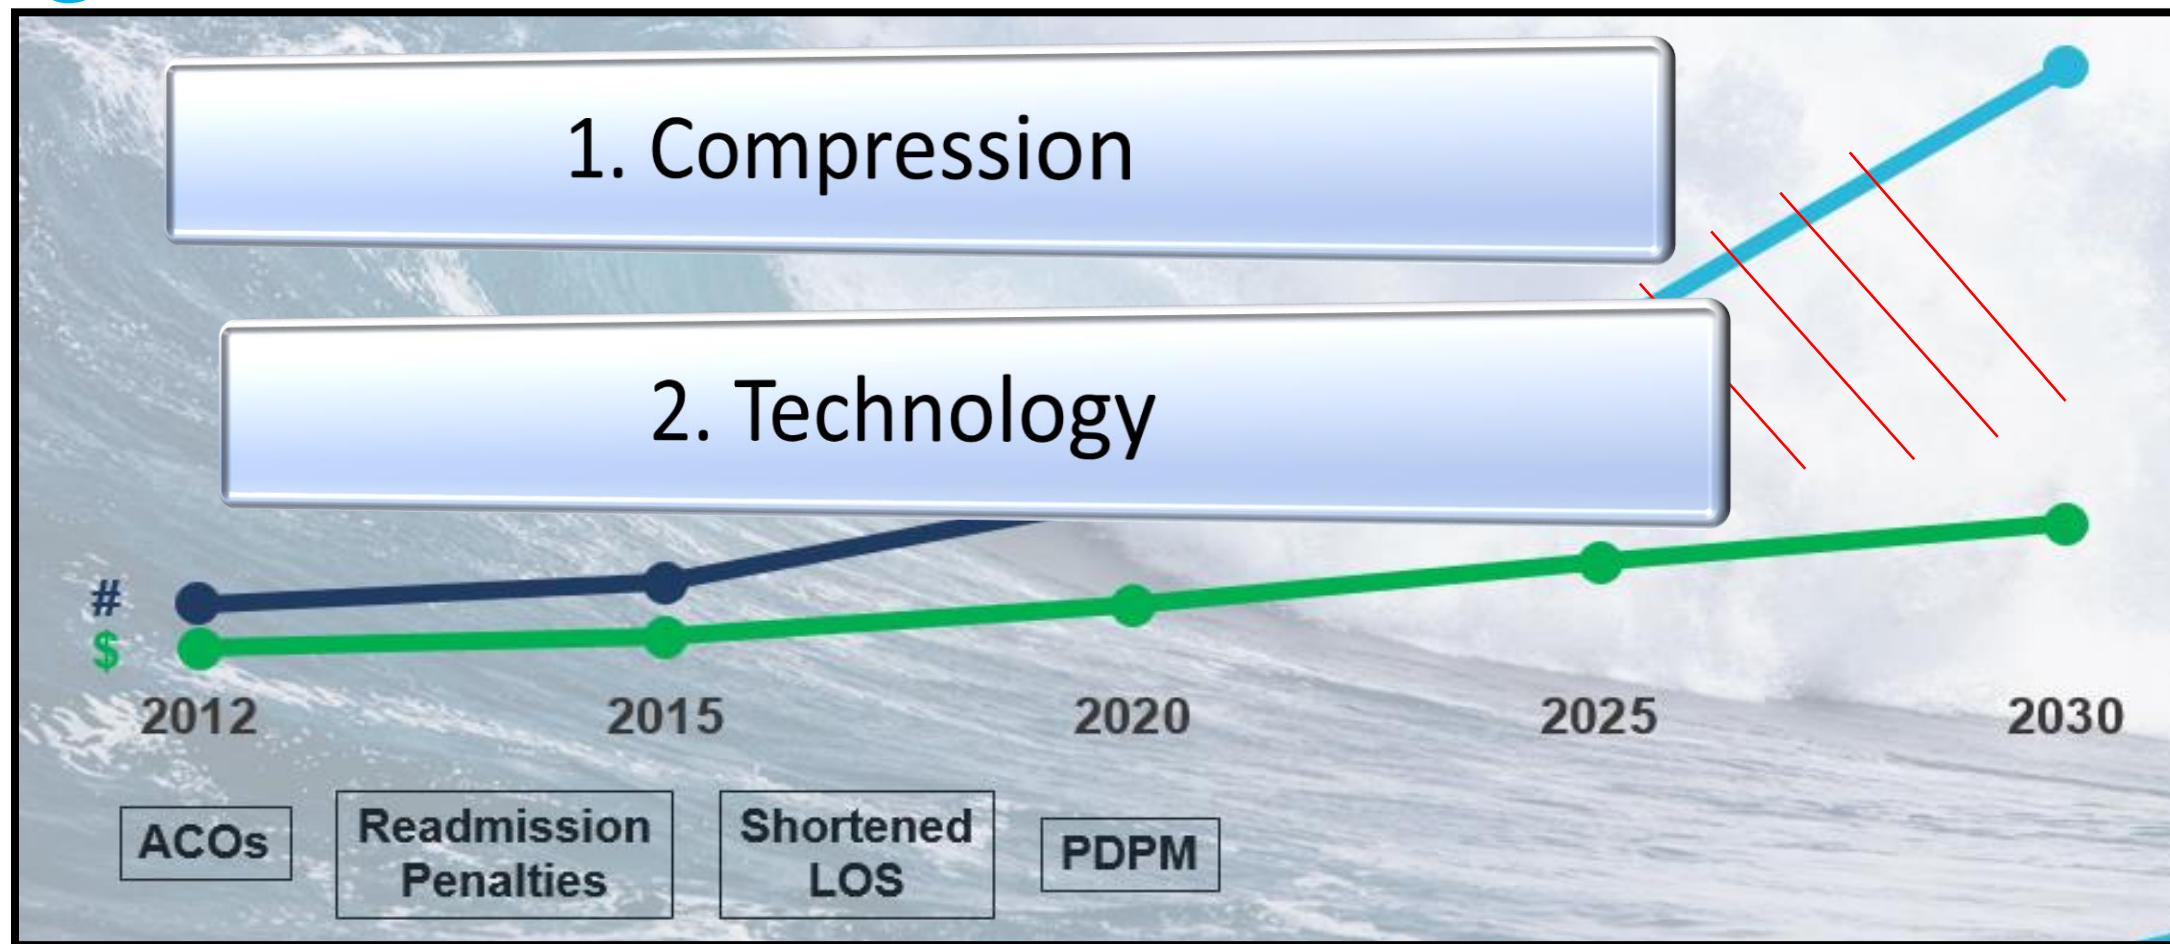 1. Compression
2. Technology
#
$
2012 2015 2020 2025 2030
ACOs
Readmission
Penalties
Shortened
LOS
PDPM